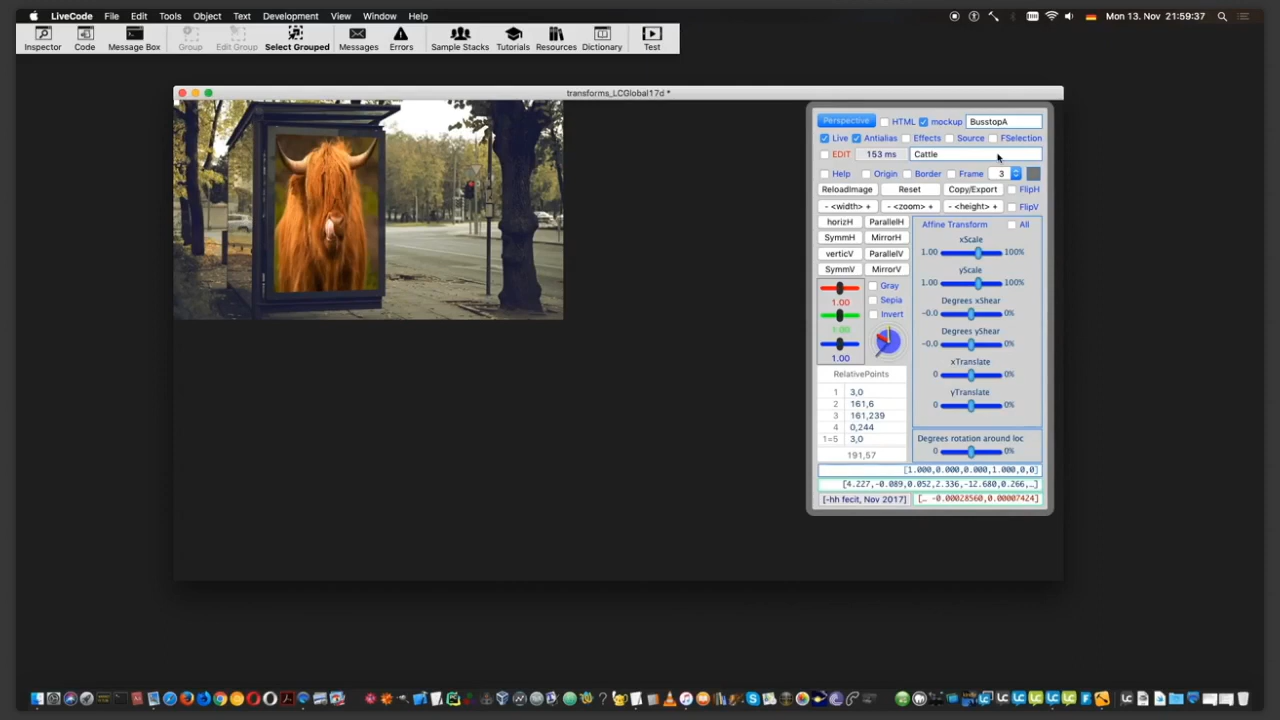 LiveCode File Edit Tools Object Text Development View Window Help Mon 13. Nov 21:59:37
Inspector Code Message Box Group Edit Group Select Grouped Messages Errors Sample Stacks Tutorials Resources Dictionary Test
transforms_LCGlobal17d *
Perspective HTML mockup BusstopA
Live Antialias Effects Source FSelection
EDIT 153 ms Cattle
Help Origin Border Frame 3
ReloadImage Reset Copy/Export FlipH
- <width> + - <zoom> + - <height> + FlipV
horizH ParallelH Affine Transform All
SymmH MirrorH xScale
verticV ParallelV 1.00 100%
SymmV MirrorV yScale
1.00 100%
Gray Degrees xShear
1.00 Sepia -0.0 0%
1.00 Invert Degrees yShear
1.00 -0.0 0%
RelativePoints xTranslate
0 0%
1 3,0 yTranslate
2 161,6 0 0%
3 161,239
4 0,244
1=5 3,0 Degrees rotation around loc
191,57 0 0%
[1.000,0.000,0.000,1.000,0,0]
[4.227,-0.089,0.052,2.336,-12.680,0.266,…]
[-hh fecit, Nov 2017] [… -0.00028560,0.00007424]